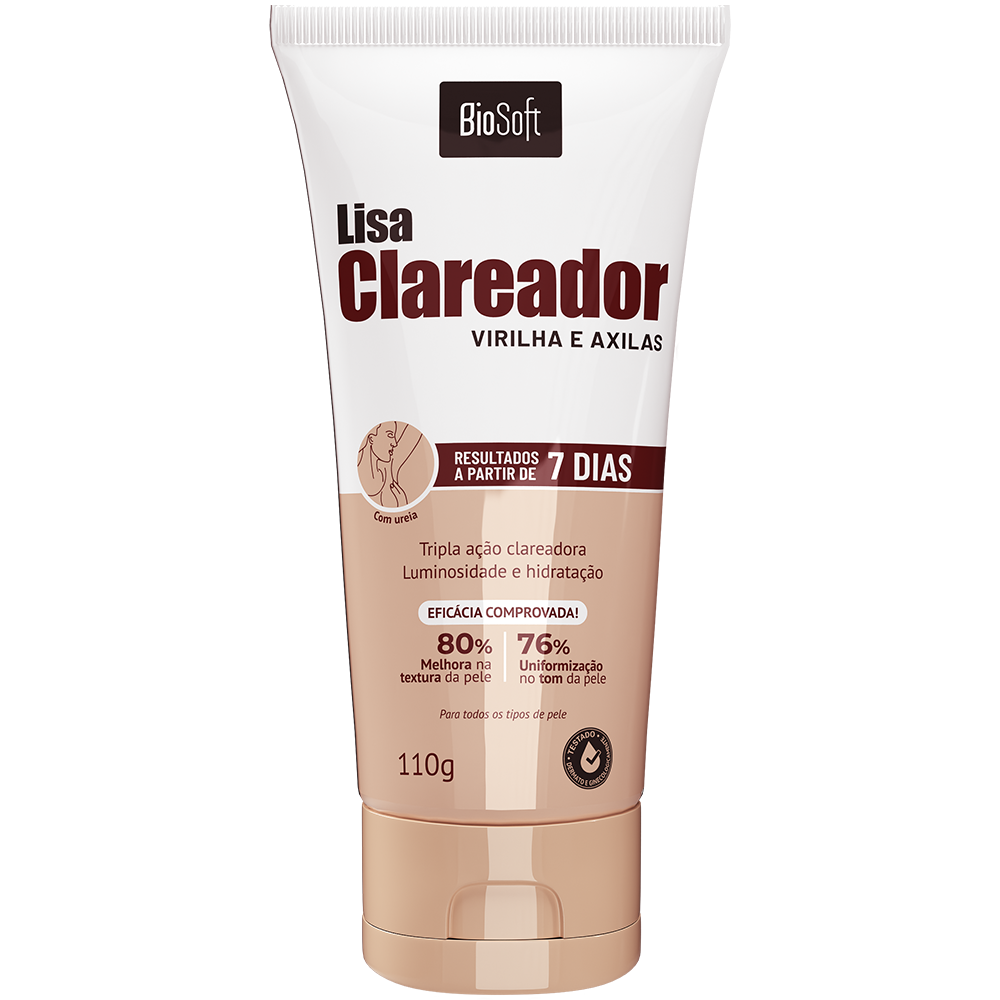 BioSoft
Lisa
Clareador
VIRILHA E AXILAS
RESULTADOS
A PARTIR DE 7 DIAS
Com ureia
Tripla ação clareadora
Luminosidade e hidratação
EFICÁCIA COMPROVADA!
80%
Melhora na
textura da pele
76%
Uniformização
no tom da pele
Para todos os tipos de pele
110g
TESTADO
DERMATO E GINECOLOGICAMENTE